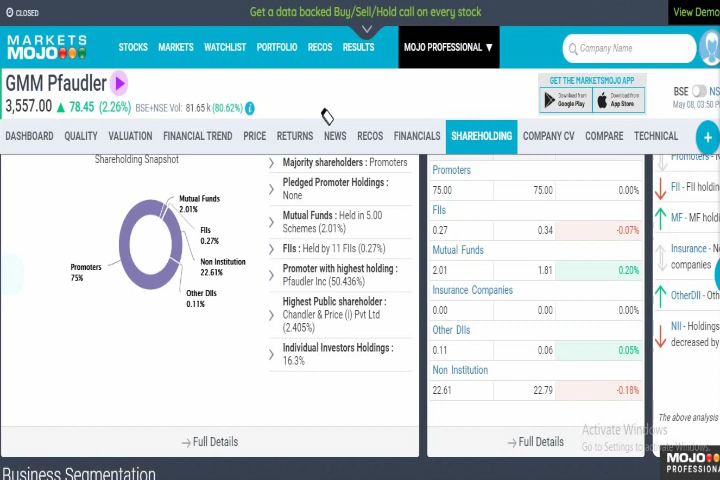 CLOSED
Get a data backed Buy/Sell/Hold call on every stock
View Demo
MARKETS
MOJO
STOCKS MARKETS WATCHLIST PORTFOLIO RECOS RESULTS
MOJO PROFESSIONAL ▼
Company Name
GMM Pfaudler
3,557.00 ▲ 78.45 (2.26%) BSE+NSE Vol: 81.65 k (80.62%)
GET THE MARKETSMOJO APP
Download from
Google Play
Download from
App Store
BSE NS
May 08, 03:50 P
DASHBOARD QUALITY VALUATION FINANCIAL TREND PRICE RETURNS NEWS RECOS FINANCIALS SHAREHOLDING COMPANY CV COMPARE TECHNICAL +
Shareholding Snapshot
Mutual Funds
2.01%
FIIs
0.27%
Non Institution
22.61%
Other DIIs
0.11%
Promoters
75%
Majority shareholders : Promoters
Pledged Promoter Holdings :
None
Mutual Funds : Held in 5.00
Schemes (2.01%)
FIIs : Held by 11 FIIs (0.27%)
Promoter with highest holding :
Pfaudler Inc (50.436%)
Highest Public shareholder :
Chandler & Price (i) Pvt Ltd
(2.405%)
Individual Investors Holdings :
16.3%
→ Full Details
Promoters
75.00 75.00 0.00%
FIIs
0.27 0.34 -0.07%
Mutual Funds
2.01 1.81 0.20%
Insurance Companies
0.00 0.00 0.00%
Other DIIs
0.11 0.06 0.05%
Non Institution
22.61 22.79 -0.18%
→ Full Details
Promoters - N
FII - FII holdin
MF - MF holdi
Insurance - N
companies
OtherDII - Oth
NII - Holdings
decreased by
The above analysis
Activate Windows
Go to Settings to activate Windows.
MOJO
PROFESSIONA
Business Segmentation